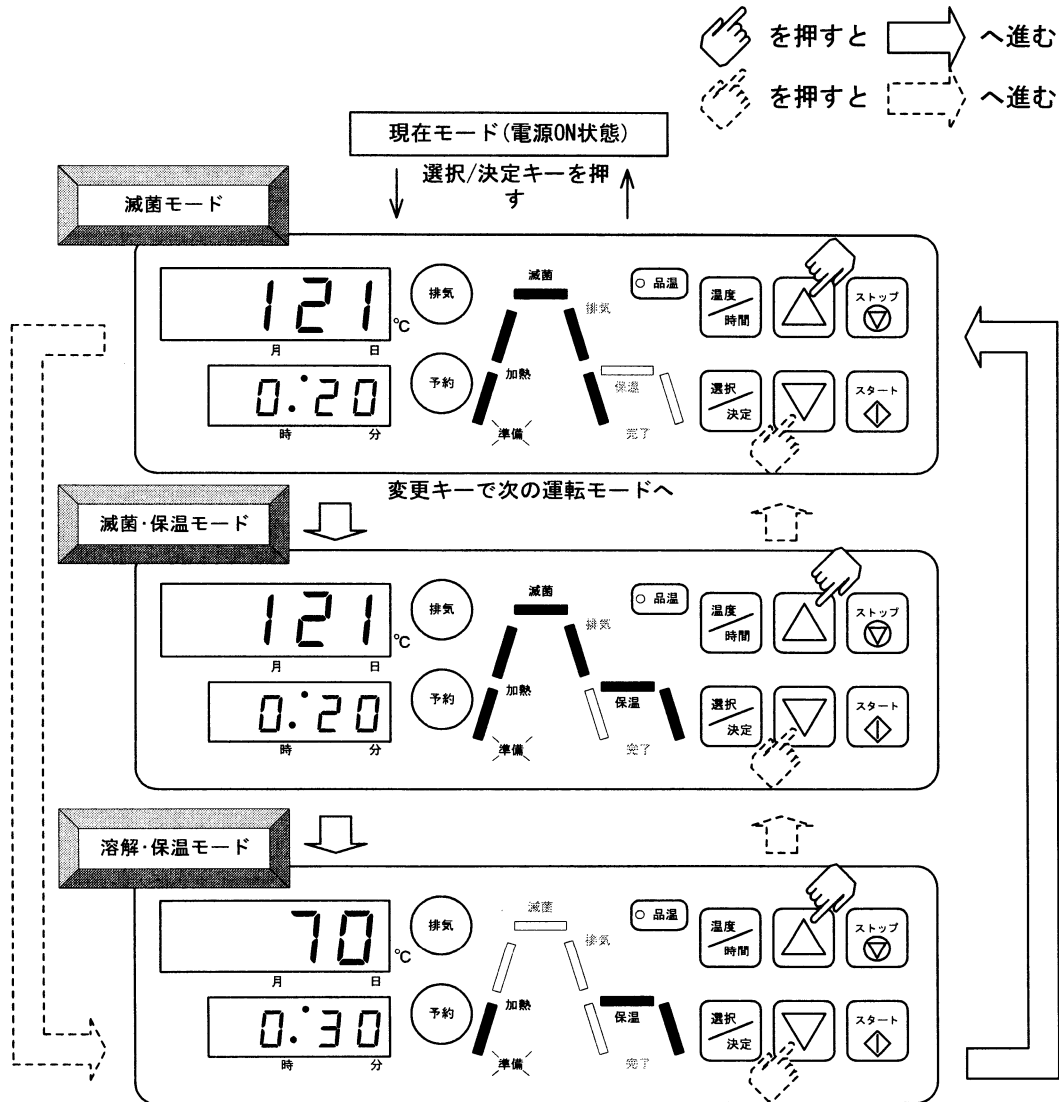 を押すと へ進む
を押すと へ進む
現在モード(電源ON状態)
選択/決定キーを押
す
滅菌モード
121 ℃
月 日
0:20
時 分
排気
予約
滅菌
排気
加熱
保温
準備
完了
品温
温度/時間
ストップ
選択/決定
スタート
変更キーで次の運転モードへ
滅菌・保温モード
121 ℃
月 日
0:20
時 分
排気
予約
滅菌
排気
加熱
保温
準備
完了
品温
温度/時間
ストップ
選択/決定
スタート
溶解・保温モード
70 ℃
月 日
0:30
時 分
排気
予約
滅菌
排気
加熱
保温
準備
完了
品温
温度/時間
ストップ
選択/決定
スタート